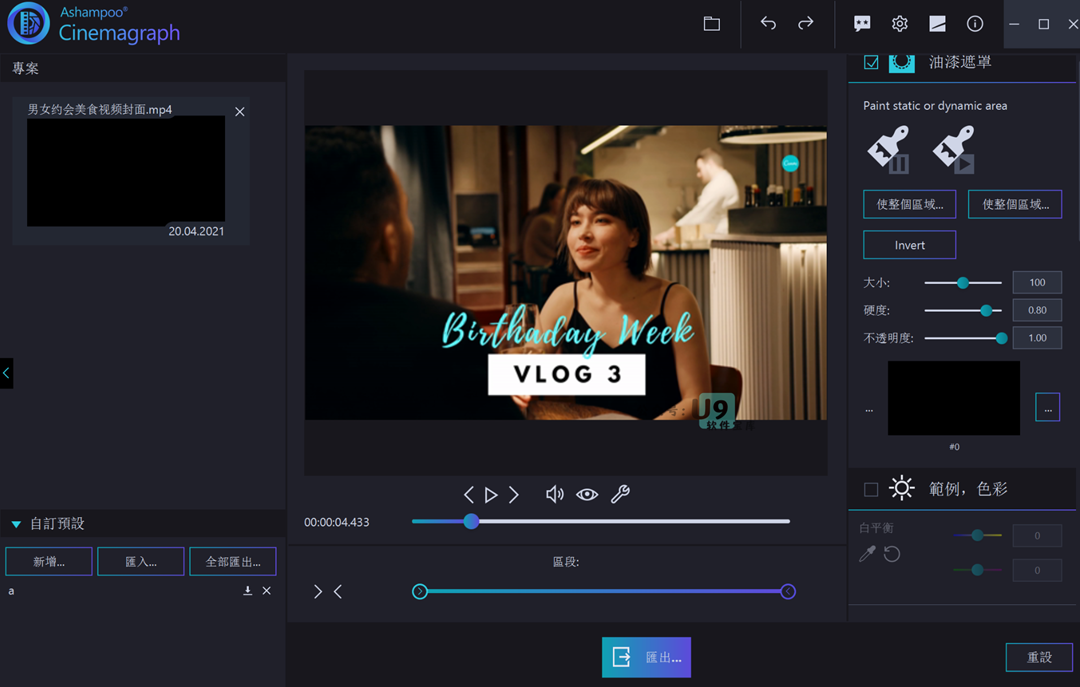 Ashampoo®
Cinemagraph
專案
男女约会美食视频封面.mp4
20.04.2021
自訂預設
新增...
匯入...
全部匯出...
a
Canva
Birthaday Week
VLOG 3
J9
00:00:04.433
區段:
匯出...
油漆遮罩
Paint static or dynamic area
使整個區域...
使整個區域...
Invert
大小:
100
硬度:
0.80
不透明度:
1.00
...
...
#0
範例，色彩
白平衡
0
0
重設